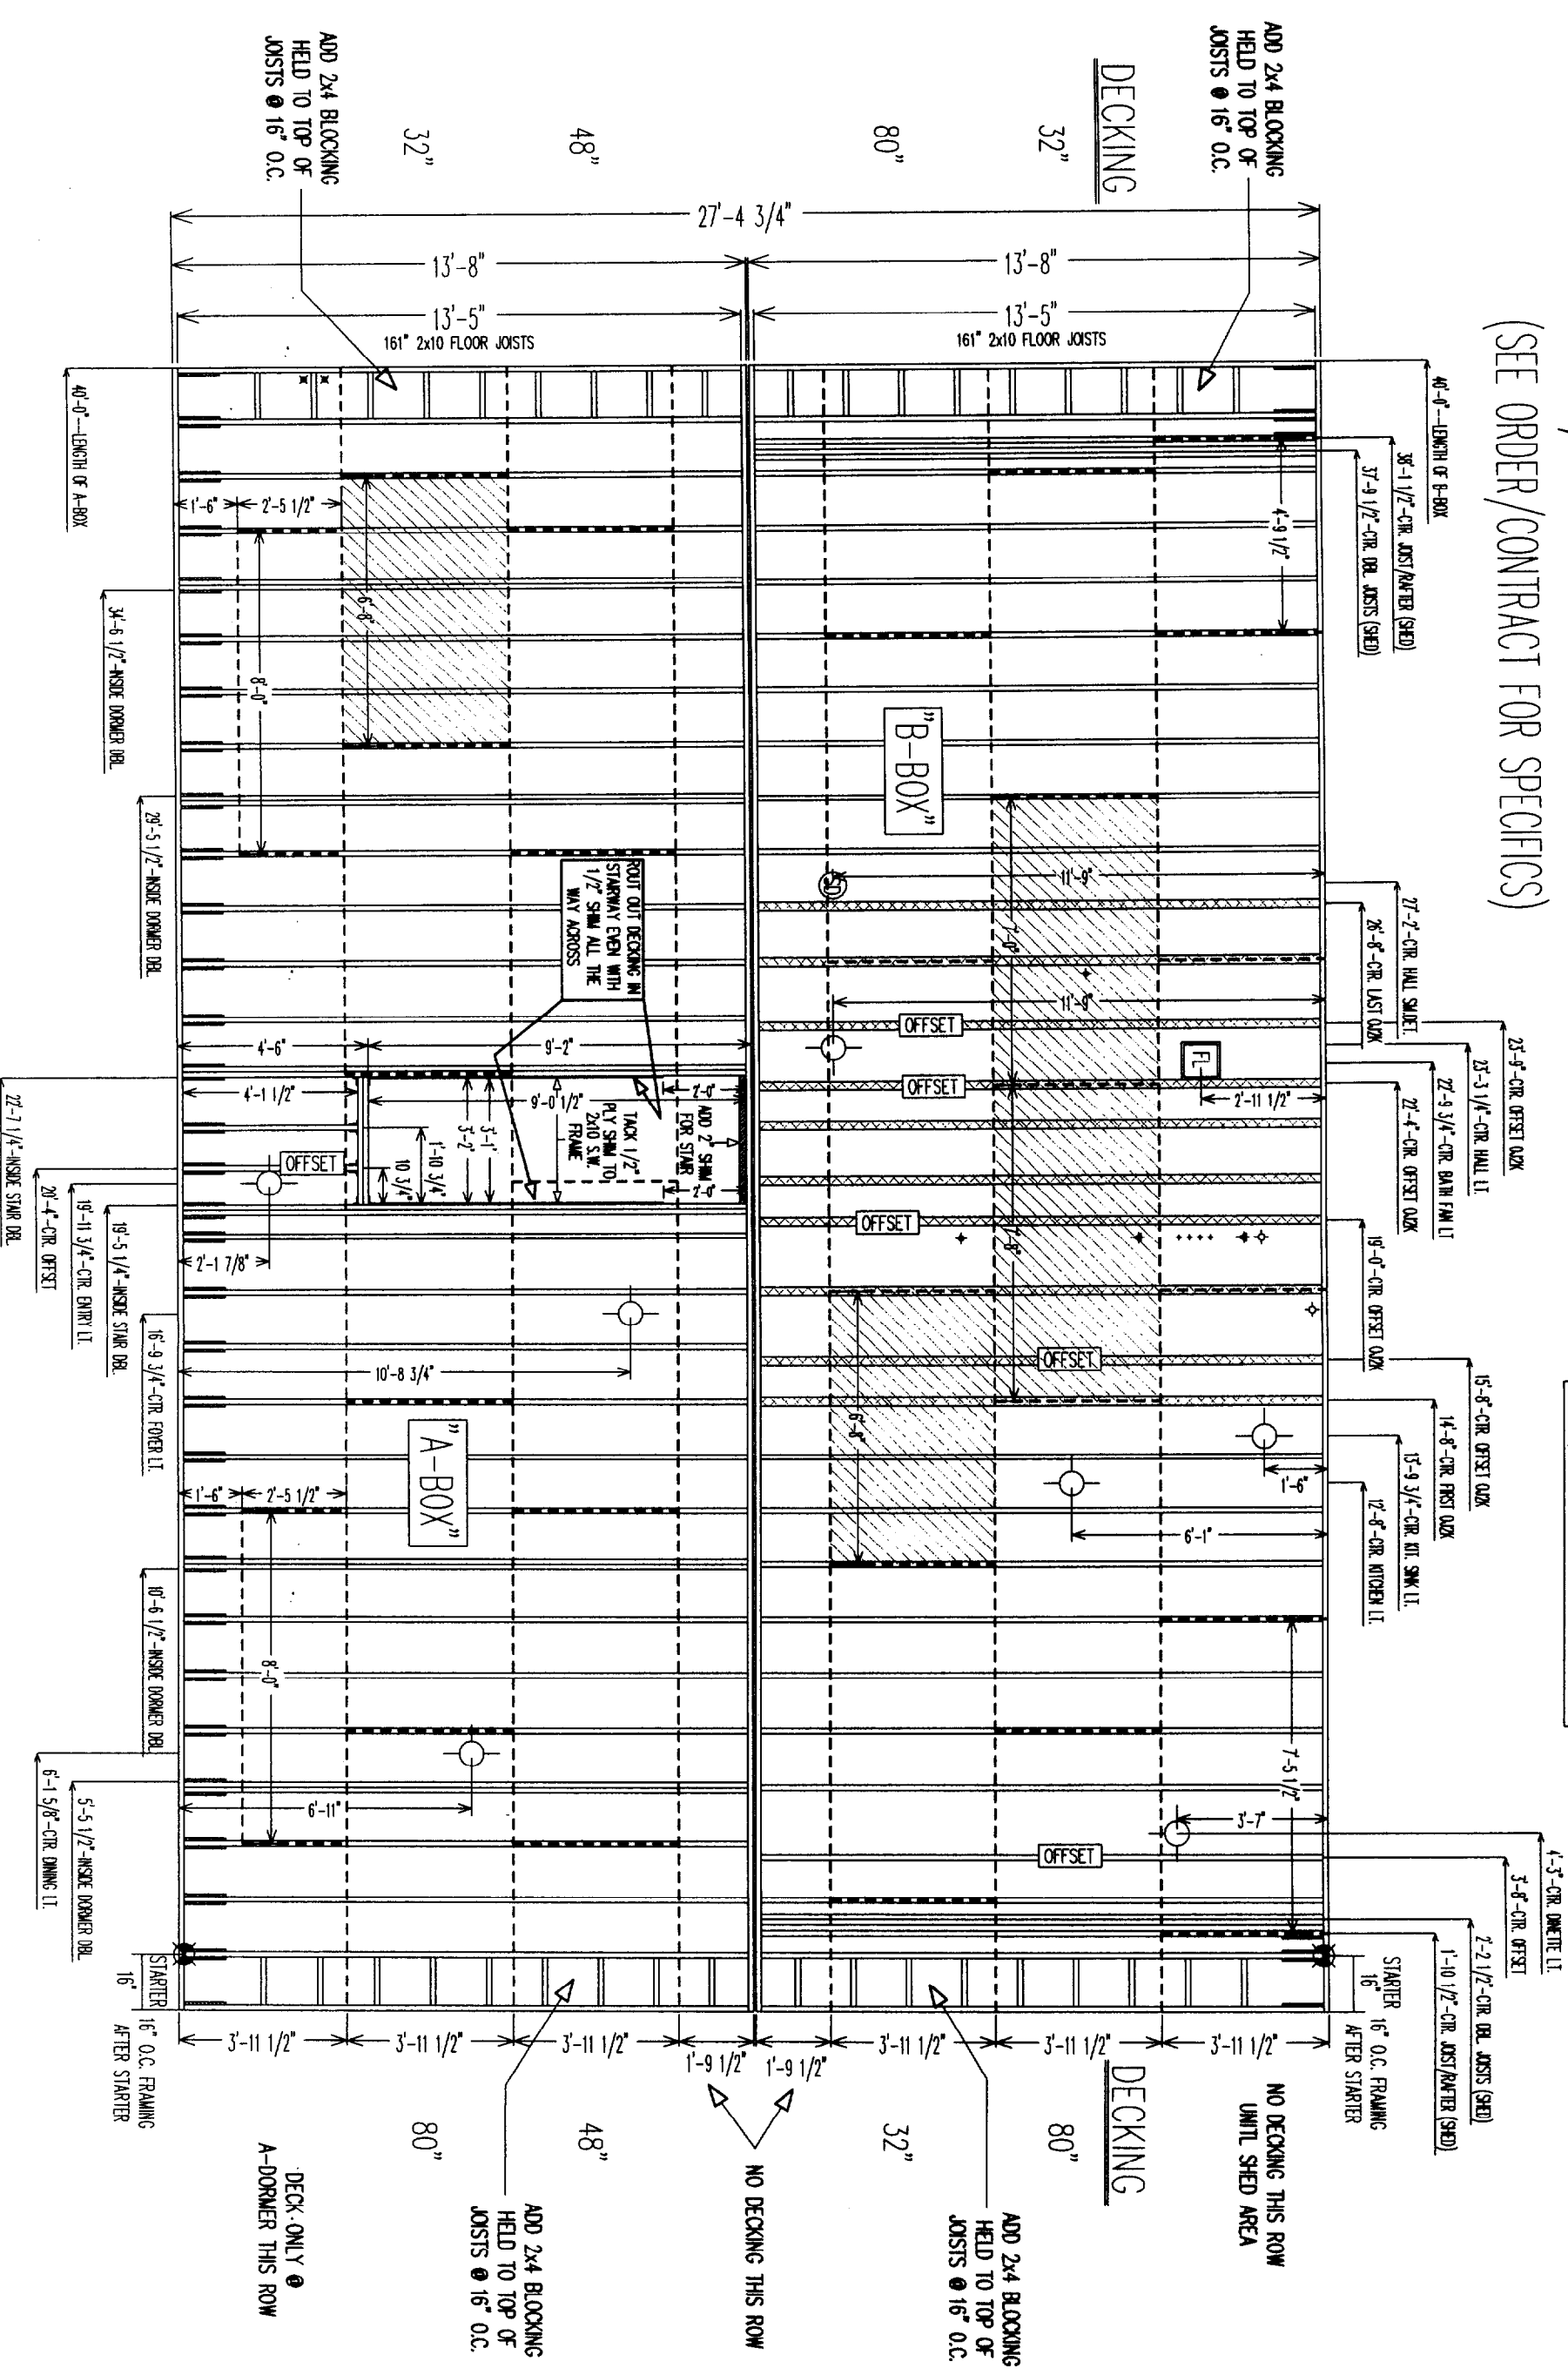 (SEE ORDER/CONTRACT FOR SPECIFICS)
ADD 2x4 BLOCKING
HELD TO TOP OF
JOISTS @ 16" O.C.
DECKING
32"
80"
48"
32"
ADD 2x4 BLOCKING
HELD TO TOP OF
JOISTS @ 16" O.C.
27'-4 3/4"
13'-8"
13'-8"
13'-5"
161" 2x10 FLOOR JOISTS
13'-5"
161" 2x10 FLOOR JOISTS
40'-0"---LENGTH OF B-BOX
38'-1 1/2"-CTR. JOIST/RAFTER (SHED)
37'-9 1/2"-CTR. DBL. JOISTS (SHED)
4'-9 1/2"
27'-2"-CTR. HALL SMDET.
26'-8"-CTR. LAST O2K
23'-9"-CTR. OFFSET O2K
23'-3 1/4"-CTR. HALL LT.
22'-9 3/4"-CTR. BATH FAN LT
22'-4"-CTR. OFFSET O2K
19'-0"-CTR. OFFSET O2K
15'-8"-CTR. OFFSET O2K
14'-8"-CTR. FIRST O2K
13'-9 3/4"-CTR. KIT. SINK LT.
12'-8"-CTR. KITCHEN LT.
4'-3"-CTR. DINETTE LT.
3'-8"-CTR. OFFSET
2'-2 1/2"-CTR. DBL. JOISTS (SHED)
1'-10 1/2"-CTR. JOIST/RAFTER (SHED)
STARTER
16"
16" O.C. FRAMING
AFTER STARTER
"B-BOX"
SD
11'-9"
7'-0"
11'-9"
OFFSET
FL
OFFSET
2'-11 1/2"
OFFSET
7'-8"
OFFSET
6'-8"
1'-6"
6'-1"
7'-5 1/2"
3'-7"
OFFSET
1'-6"
2'-5 1/2"
6'-8"
8'-0"
ROUT OUT DECKING IN
STAIRWAY EVEN WITH
1/2" SHIM ALL THE
WAY ACROSS
4'-6"
9'-2"
4'-1 1/2"
9'-0 1/2"
2'-0"
ADD 2" SHIM
FOR STAIR
2'-0"
TACK 1/2"
PLY SHIM TO
2x10 S.W.
FRAME
3'-1"
3'-2"
1'-10 3/4"
10 3/4"
OFFSET
2'-1 7/8"
10'-8 3/4"
"A-BOX"
1'-6"
2'-5 1/2"
8'-0"
6'-11"
40'-0"---LENGTH OF A-BOX
34'-6 1/2"-INSIDE DORMER DBL.
29'-5 1/2"-INSIDE DORMER DBL.
22'-7 1/4"-INSIDE STAIR DBL.
20'-4"-CTR. OFFSET
19'-11 3/4"-CTR. ENTRY LT.
19'-5 1/4"-INSIDE STAIR DBL.
16'-9 3/4"-CTR. FOYER LT.
10'-6 1/2"-INSIDE DORMER DBL.
6'-1 5/8"-CTR. DINING LT.
5'-5 1/2"-INSIDE DORMER DBL.
STARTER
16"
16" O.C. FRAMING
AFTER STARTER
3'-11 1/2"
3'-11 1/2"
3'-11 1/2"
1'-9 1/2"
1'-9 1/2"
3'-11 1/2"
3'-11 1/2"
3'-11 1/2"
NO DECKING THIS ROW
UNITL SHED AREA
DECKING
80"
32"
ADD 2x4 BLOCKING
HELD TO TOP OF
JOISTS @ 16" O.C.
NO DECKING THIS ROW
48"
ADD 2x4 BLOCKING
HELD TO TOP OF
JOISTS @ 16" O.C.
80"
DECK ONLY @
A-DORMER THIS ROW